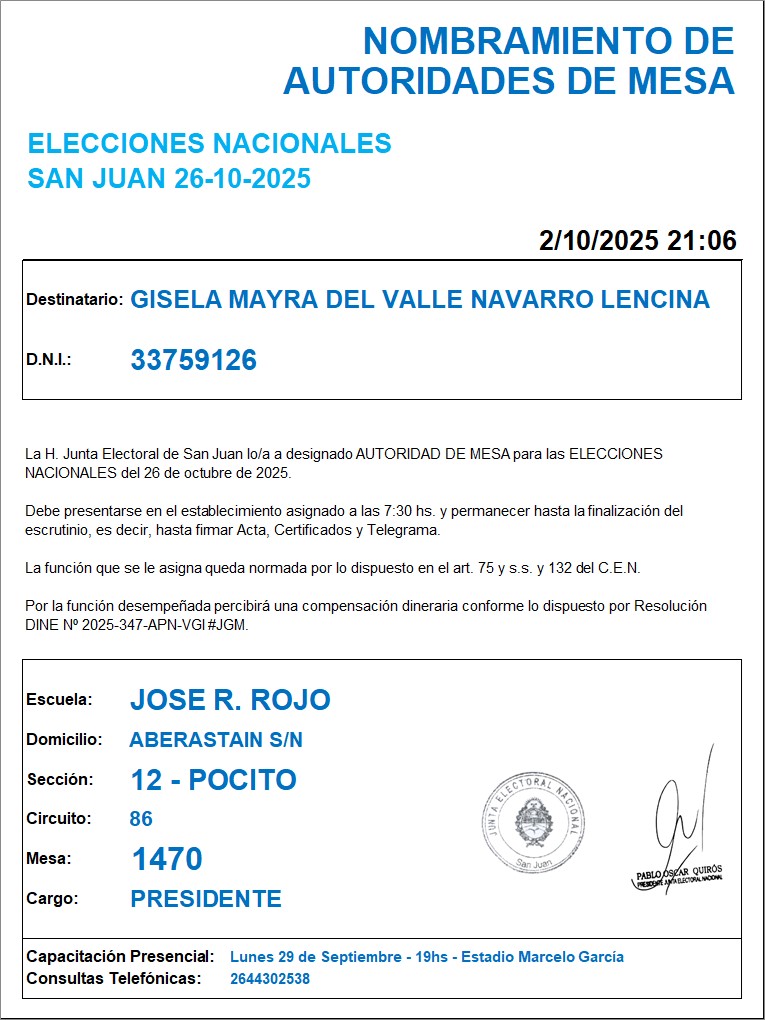 NOMBRAMIENTO DE
AUTORIDADES DE MESA
ELECCIONES NACIONALES
SAN JUAN 26-10-2025
2/10/2025 21:06
Destinatario: GISELA MAYRA DEL VALLE NAVARRO LENCINA
D.N.I.: 33759126
La H. Junta Electoral de San Juan lo/a a designado AUTORIDAD DE MESA para las ELECCIONES
NACIONALES del 26 de octubre de 2025.
Debe presentarse en el establecimiento asignado a las 7:30 hs. y permanecer hasta la finalización del
escrutinio, es decir, hasta firmar Acta, Certificados y Telegrama.
La función que se le asigna queda normada por lo dispuesto en el art. 75 y s.s. y 132 del C.E.N.
Por la función desempeñada percibirá una compensación dineraria conforme lo dispuesto por Resolución
DINE Nº 2025-347-APN-VGI#JGM.
Escuela: JOSE R. ROJO
Domicilio: ABERASTAIN S/N
Sección: 12 - POCITO
Circuito: 86
Mesa: 1470
Cargo: PRESIDENTE
JUNTA ELECTORAL NACIONAL
San Juan
PABLO OSCAR QUIRÓS
PRESIDENTE JUNTA ELECTORAL NACIONAL
Capacitación Presencial: Lunes 29 de Septiembre - 19hs - Estadio Marcelo García
Consultas Telefónicas: 2644302538